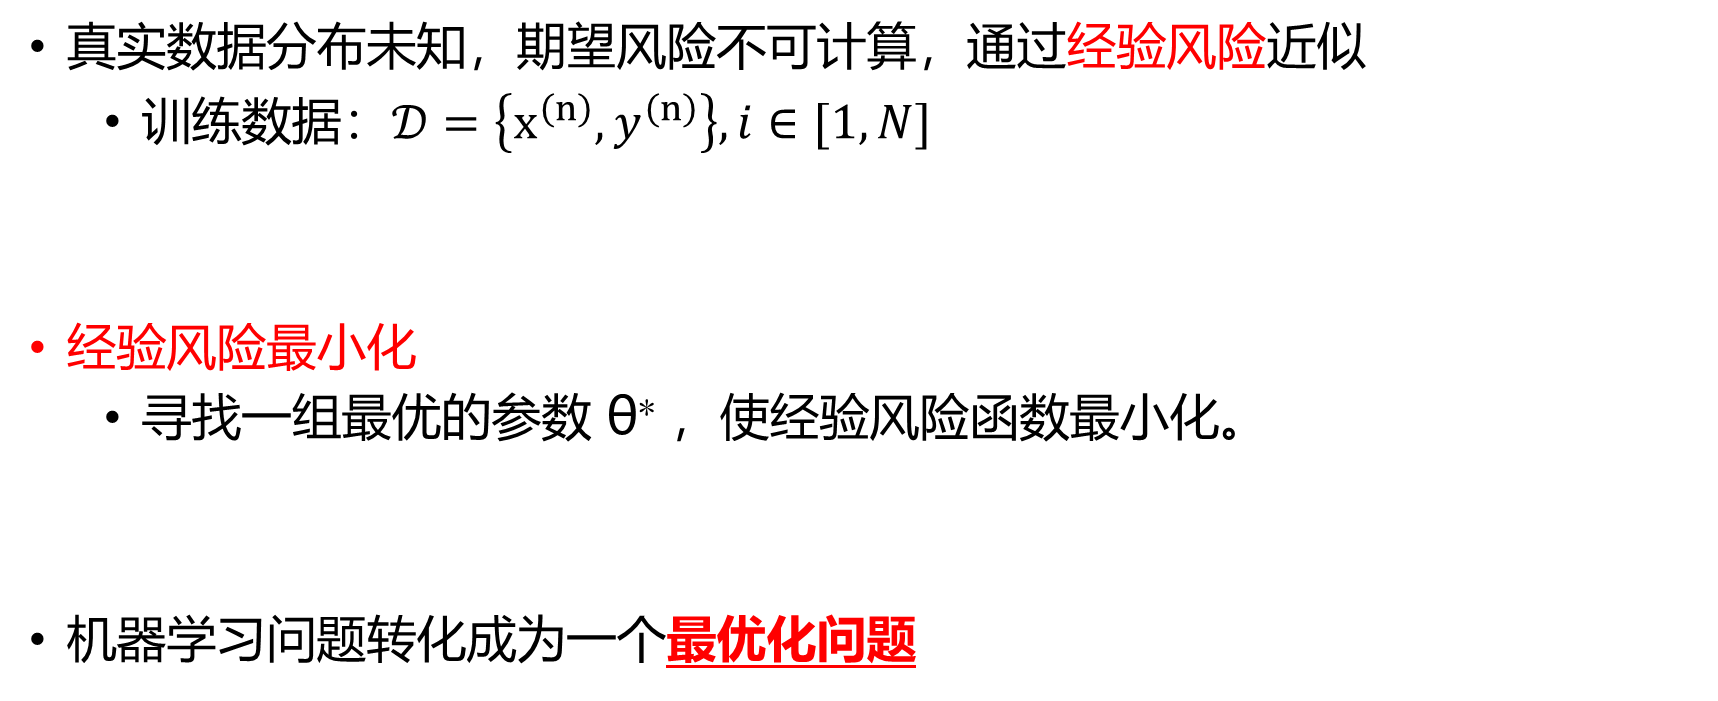 • 真实数据分布未知，期望风险不可计算，通过经验风险近似
• 训练数据：𝒟 = {x⁽ⁿ⁾, y⁽ⁿ⁾}, i ∈ [1, N]
• 经验风险最小化
• 寻找一组最优的参数 θ* ，使经验风险函数最小化。
• 机器学习问题转化成为一个最优化问题